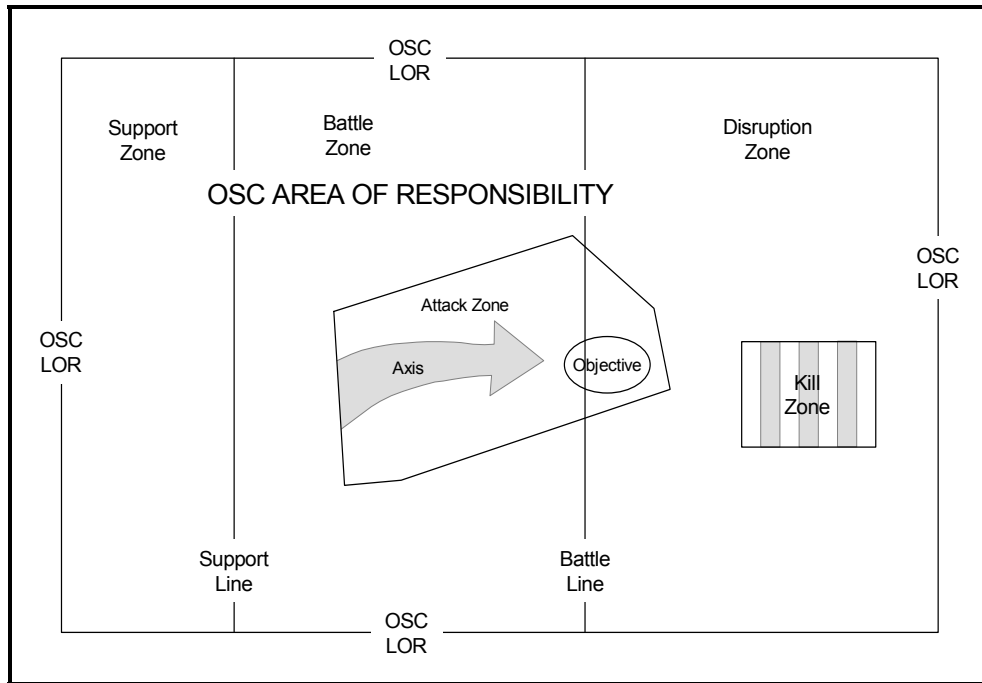 OSC
LOR
Support
Zone
Battle
Zone
Disruption
Zone
OSC AREA OF RESPONSIBILITY
OSC
LOR
Attack Zone
OSC
LOR
Axis
Objective
Kill
Zone
Support
Line
Battle
Line
OSC
LOR